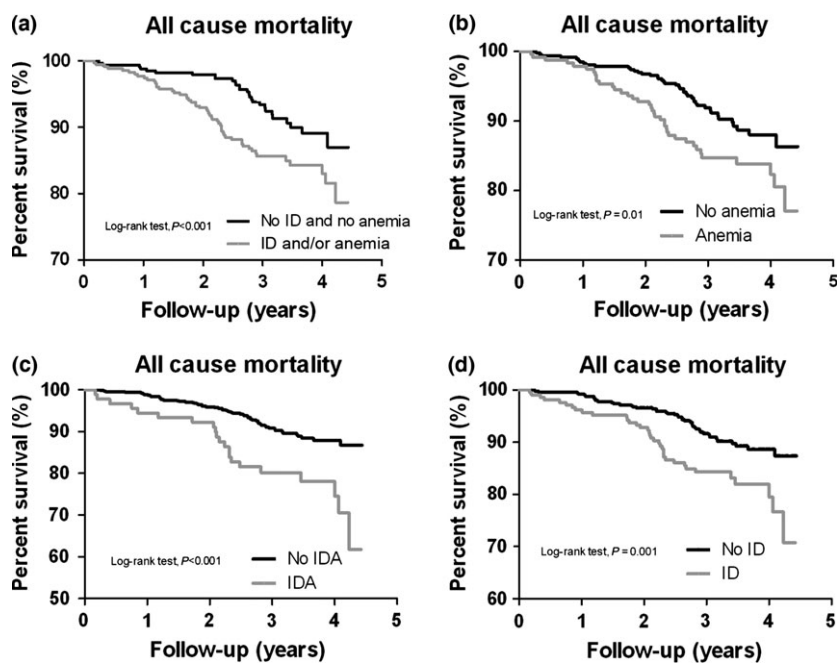 (a)
All cause mortality
Percent survival (%)
100
90
80
70
Log-rank test, P<0.001
No ID and no anemia
ID and/or anemia
0 1 2 3 4 5
Follow-up (years)
(b)
All cause mortality
Percent survival (%)
100
90
80
70
Log-rank test, P = 0.01
No anemia
Anemia
0 1 2 3 4 5
Follow-up (years)
(c)
All cause mortality
Percent survival (%)
100
90
80
70
60
50
Log-rank test, P<0.001
No IDA
IDA
0 1 2 3 4 5
Follow-up (years)
(d)
All cause mortality
Percent survival (%)
100
90
80
70
60
Log-rank test, P = 0.001
No ID
ID
0 1 2 3 4 5
Follow-up (years)